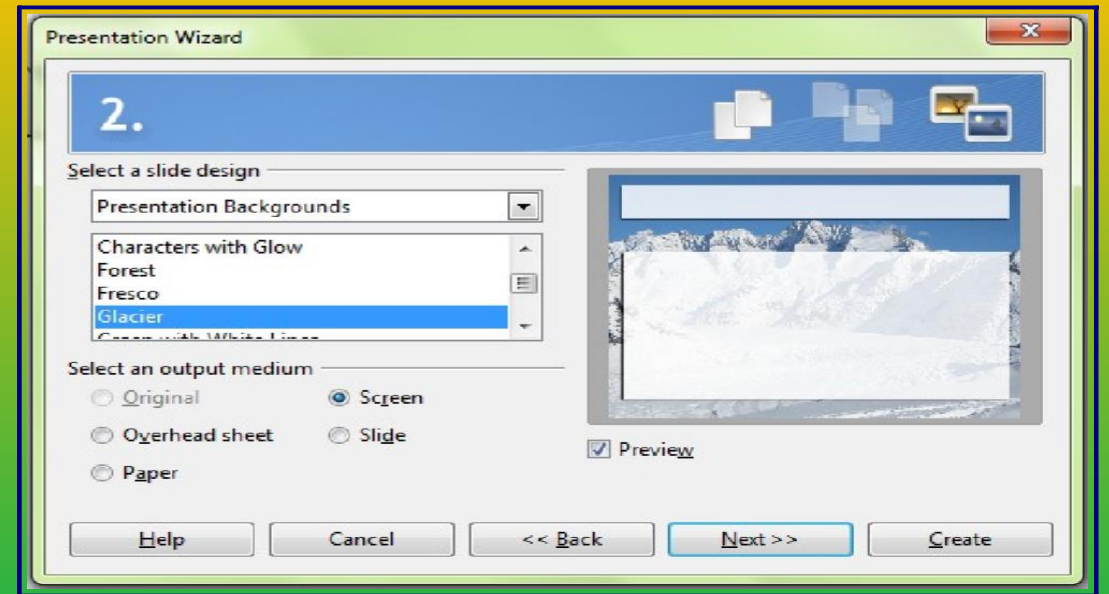 Presentation Wizard
2.
Select a slide design
Presentation Backgrounds
Characters with Glow
Forest
Fresco
Glacier
Select an output medium
Original
Screen
Overhead sheet
Slide
Paper
Preview
Help
Cancel
<< Back
Next >>
Create